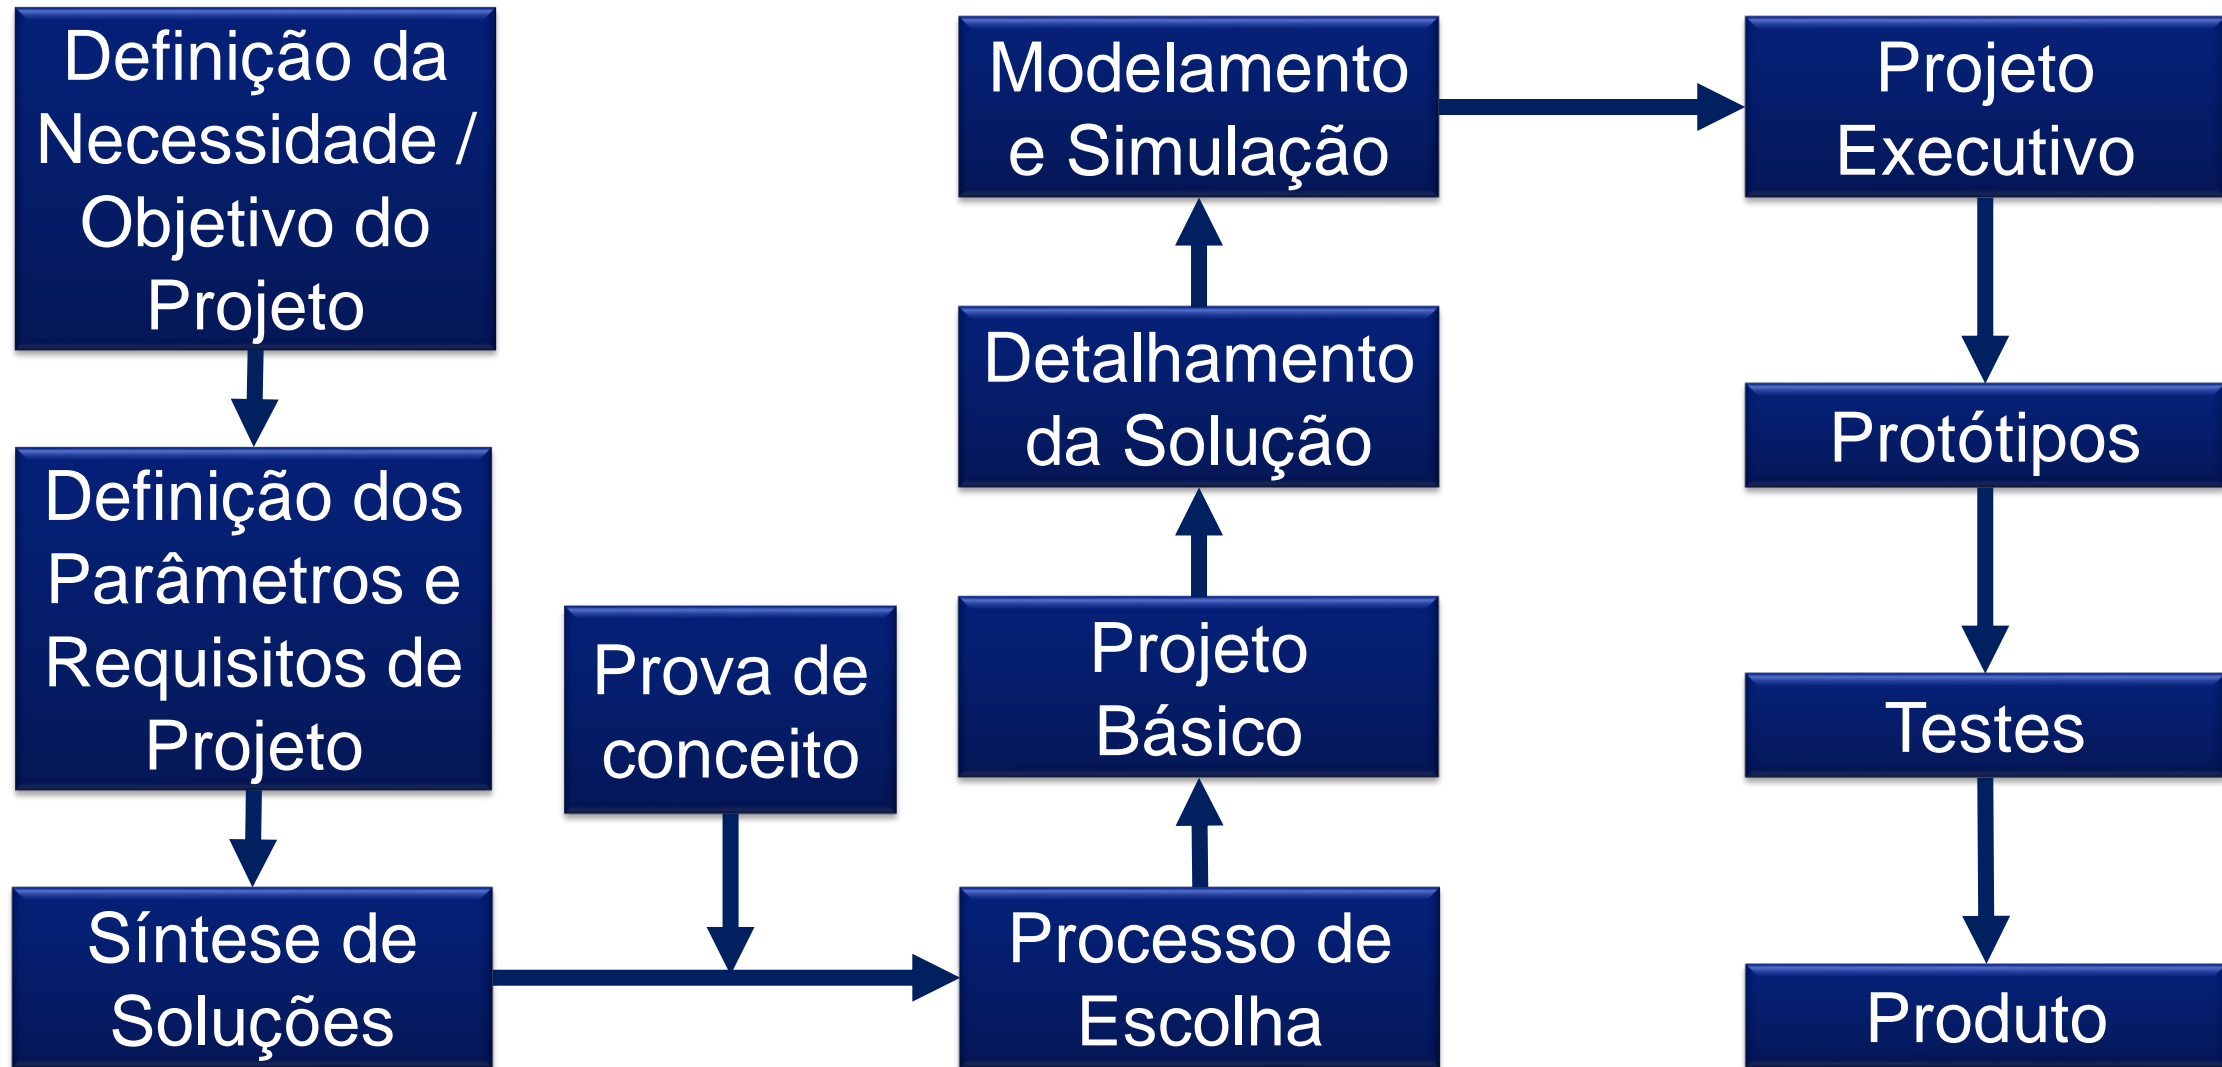 Definição da
Necessidade /
Objetivo do
Projeto
Definição dos
Parâmetros e
Requisitos de
Projeto
Síntese de
Soluções
Prova de
conceito
Processo de
Escolha
Projeto
Básico
Detalhamento
da Solução
Modelamento
e Simulação
Projeto
Executivo
Protótipos
Testes
Produto